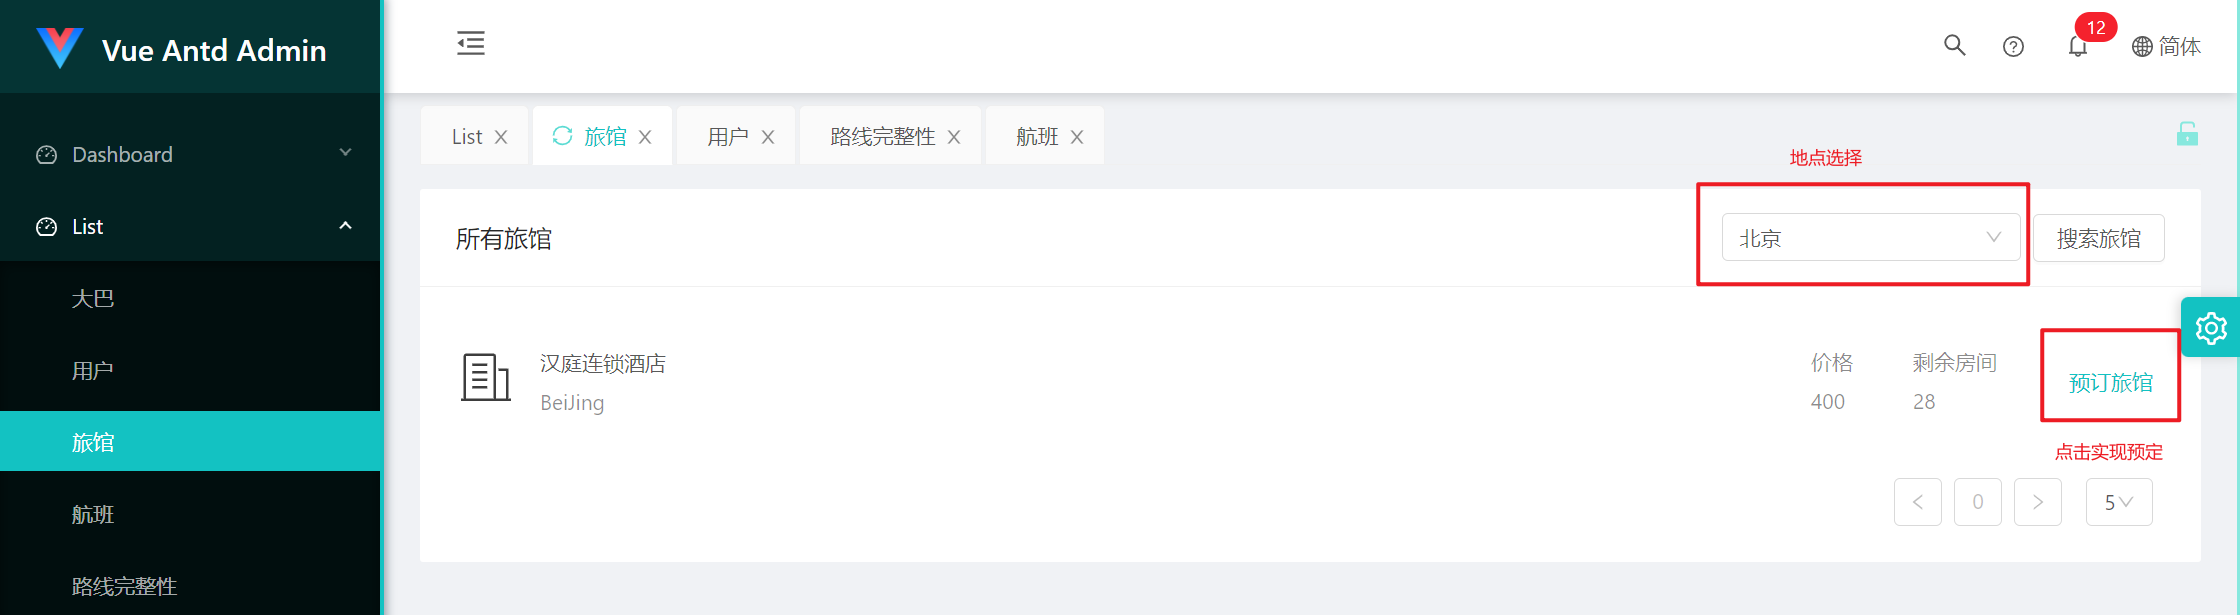 Vue Antd Admin
12
简体
Dashboard
List
大巴
用户
旅馆
航班
路线完整性
List
旅馆
用户
路线完整性
航班
地点选择
所有旅馆
北京
搜索旅馆
汉庭连锁酒店
BeiJing
价格
400
剩余房间
28
预订旅馆
点击实现预定
0
5